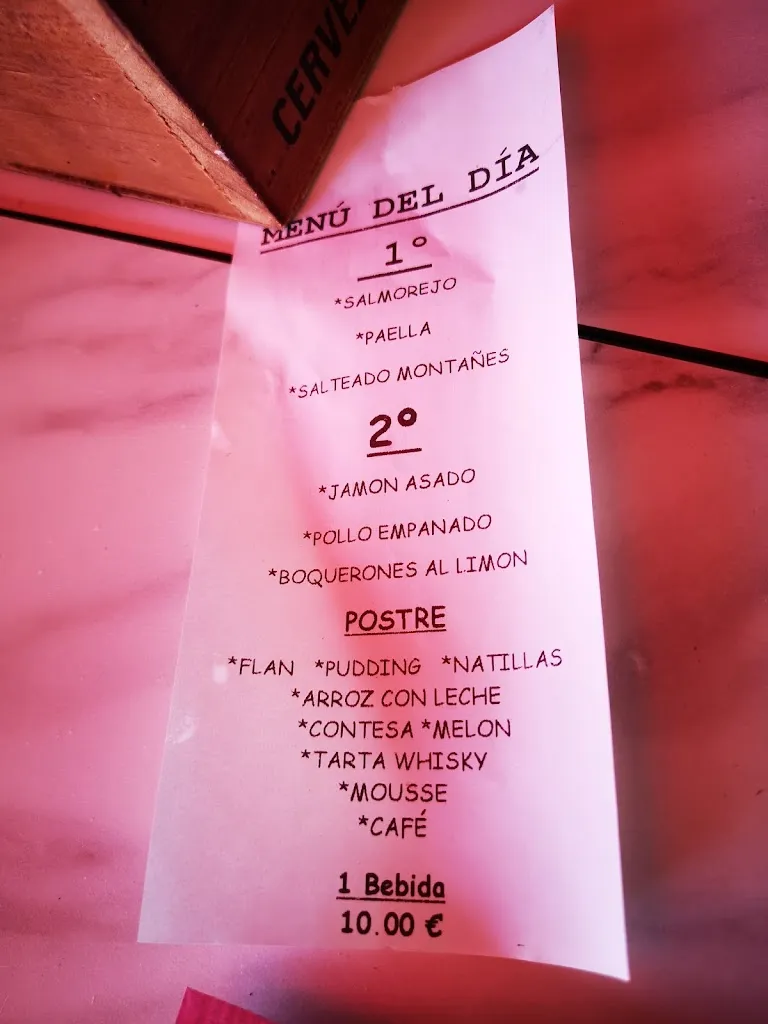 CERVE
MENÚ DEL DÍA
1º
*SALMOREJO
*PAELLA
*SALTEADO MONTAÑES
2º
*JAMON ASADO
*POLLO EMPANADO
*BOQUERONES AL LIMON
POSTRE
*FLAN *PUDDING *NATILLAS
*ARROZ CON LECHE
*CONTESA *MELON
*TARTA WHISKY
*MOUSSE
*CAFÉ
1 Bebida
10.00 €